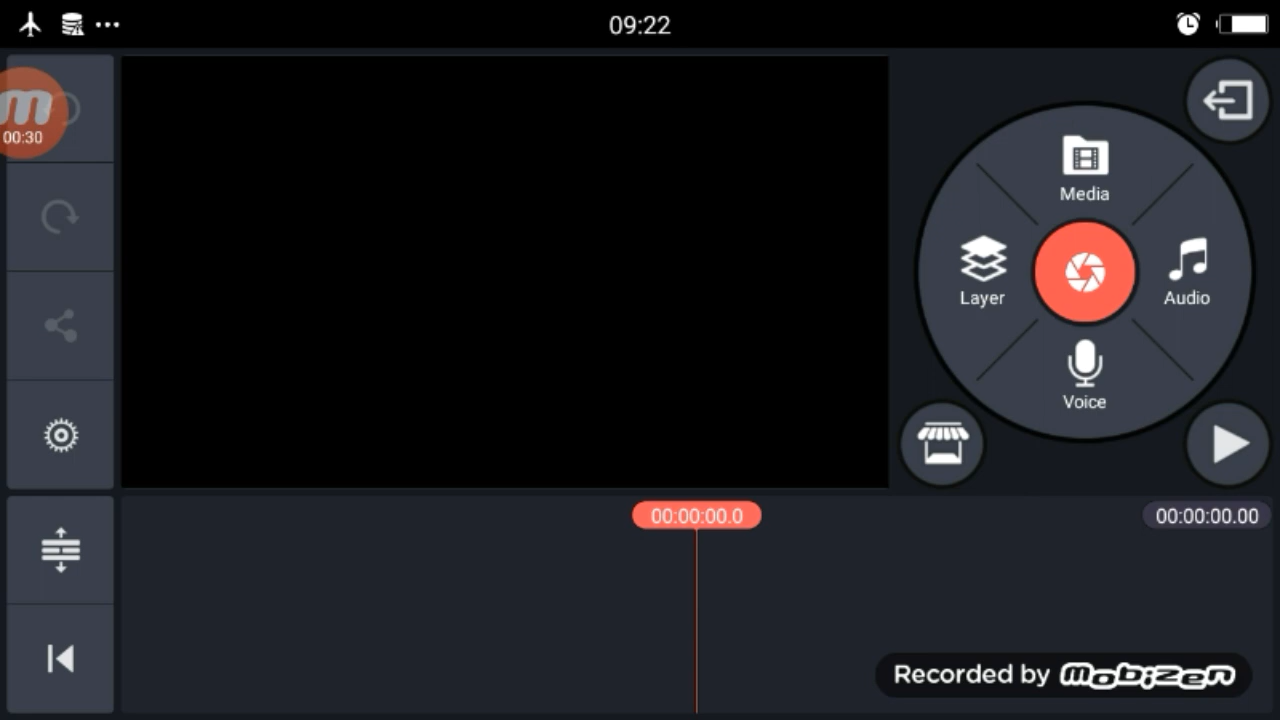 09:22
m
00:30
Media
Layer
Audio
Voice
00:00:00.0
00:00:00.00
Recorded by mobizen